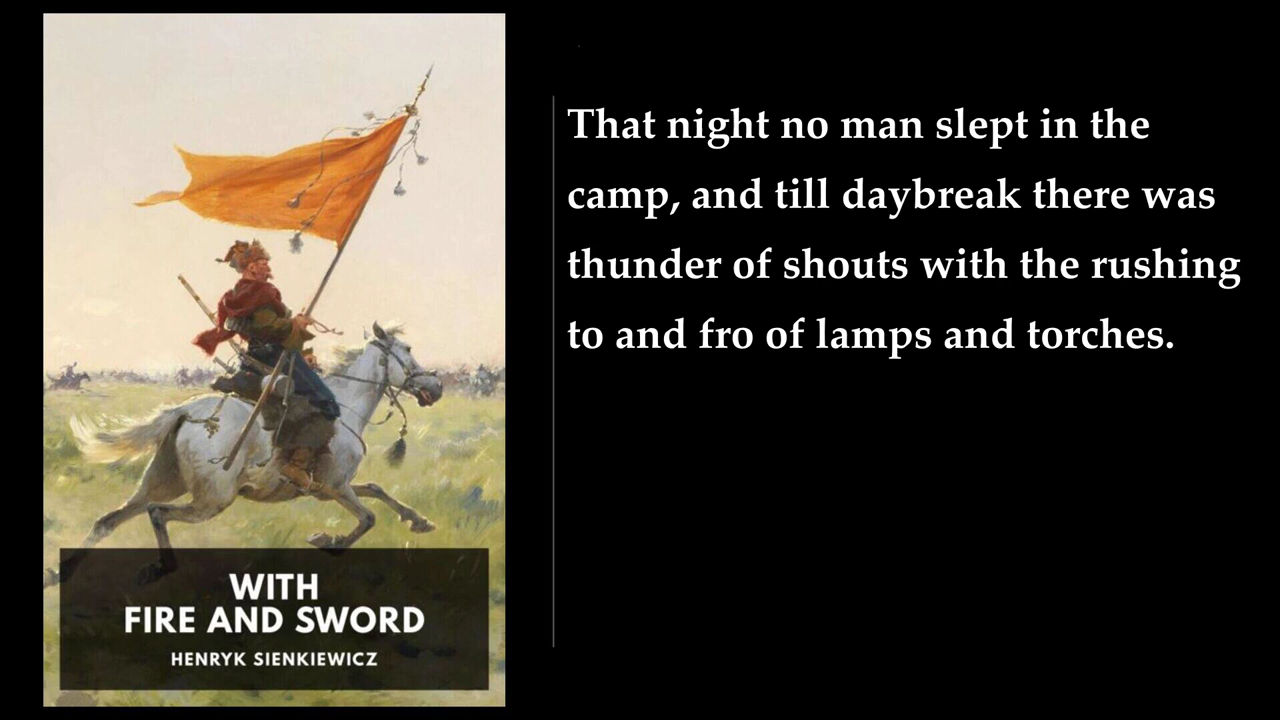 That night no man slept in the
camp, and till daybreak there was
thunder of shouts with the rushing
to and fro of lamps and torches.
WITH
FIRE AND SWORD
HENRYK SIENKIEWICZ